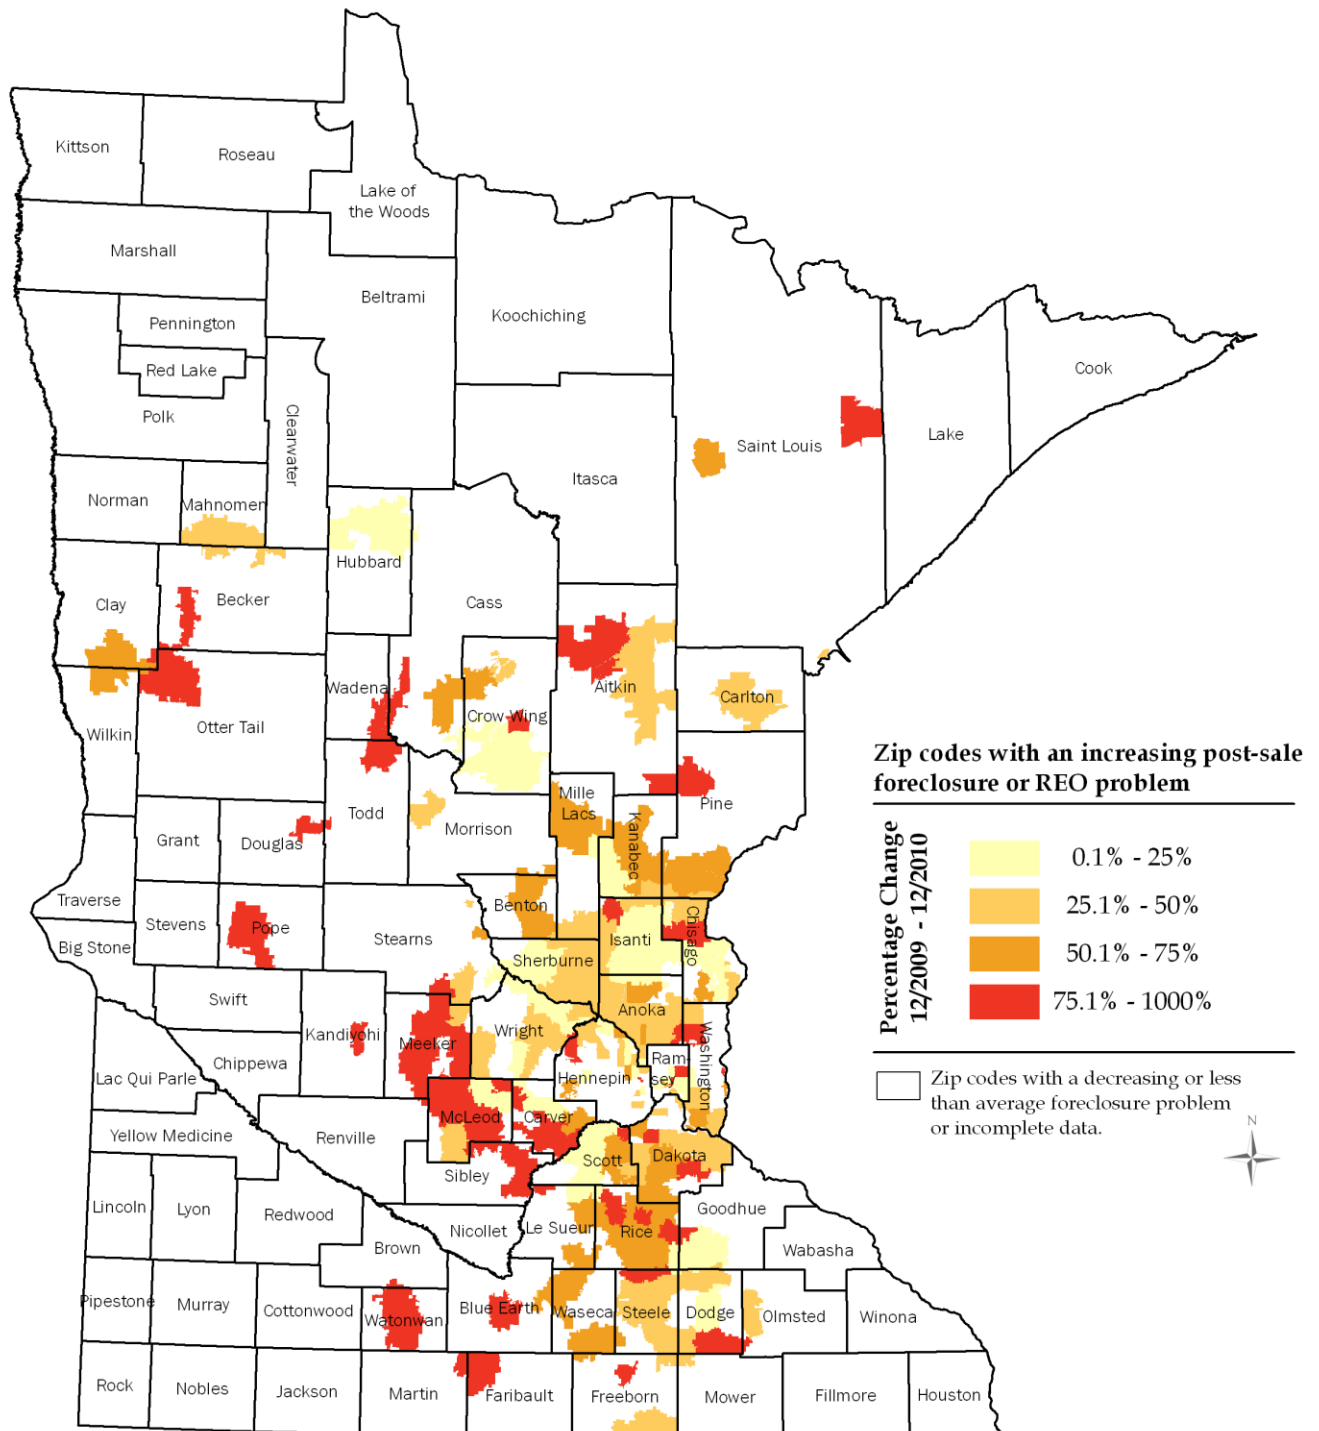 Kittson
Roseau
Lake of
the Woods
Marshall
Beltrami
Koochiching
Pennington
Red Lake
Polk
Clearwater
Cook
Lake
Saint Louis
Itasca
Norman
Mahnomen
Hubbard
Clay
Becker
Cass
Wadena
Aitkin
Carlton
Otter Tail
Crow Wing
Wilkin
Zip codes with an increasing post-sale
foreclosure or REO problem
Percentage Change
12/2009 - 12/2010
0.1% - 25%
25.1% - 50%
50.1% - 75%
75.1% - 1000%
Zip codes with a decreasing or less
than average foreclosure problem
or incomplete data.
N
Mille
Lacs
Pine
Kanabec
Todd
Morrison
Grant
Douglas
Traverse
Benton
Stevens
Pope
Stearns
Isanti
Chisago
Big Stone
Sherburne
Swift
Anoka
Kandiyohi
Meeker
Wright
Washington
Chippewa
Hennepin
Ram-
sey
Lac Qui Parle
McLeod
Carver
Yellow Medicine
Renville
Scott
Dakota
Sibley
Lincoln
Lyon
Redwood
Nicollet
Le Sueur
Rice
Goodhue
Brown
Wabasha
Pipestone
Murray
Cottonwood
Watonwan
Blue Earth
Waseca
Steele
Dodge
Olmsted
Winona
Rock
Nobles
Jackson
Martin
Faribault
Freeborn
Mower
Fillmore
Houston